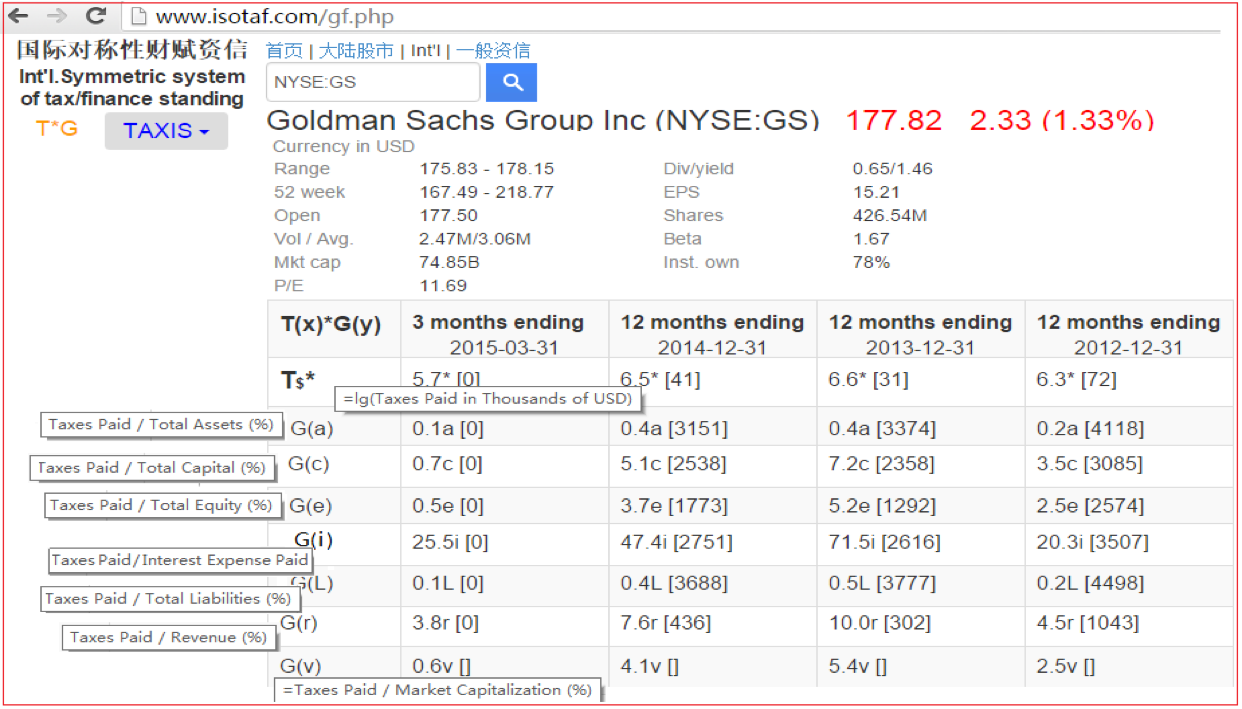 www.isotaf.com/gf.php
国际对称性财赋资信
Int'l.Symmetric system
of tax/finance standing
T*G TAXIS
首页 | 大陆股市 | Int'l | 一般资信
NYSE:GS
Goldman Sachs Group Inc (NYSE:GS) 177.82 2.33 (1.33%)
Currency in USD
Range 175.83 - 178.15 Div/yield 0.65/1.46
52 week 167.49 - 218.77 EPS 15.21
Open 177.50 Shares 426.54M
Vol / Avg. 2.47M/3.06M Beta 1.67
Mkt cap 74.85B Inst. own 78%
P/E 11.69
T(x)*G(y) 3 months ending 12 months ending 12 months ending 12 months ending
2015-03-31 2014-12-31 2013-12-31 2012-12-31
T$* 5.7* [0] 6.5* [41] 6.6* [31] 6.3* [72]
=lg(Taxes Paid in Thousands of USD)
Taxes Paid / Total Assets (%) G(a) 0.1a [0] 0.4a [3151] 0.4a [3374] 0.2a [4118]
Taxes Paid / Total Capital (%) G(c) 0.7c [0] 5.1c [2538] 7.2c [2358] 3.5c [3085]
Taxes Paid / Total Equity (%) G(e) 0.5e [0] 3.7e [1773] 5.2e [1292] 2.5e [2574]
G(i) 25.5i [0] 47.4i [2751] 71.5i [2616] 20.3i [3507]
Taxes Paid/Interest Expense Paid
G(L) 0.1L [0] 0.4L [3688] 0.5L [3777] 0.2L [4498]
Taxes Paid / Total Liabilities (%)
G(r) 3.8r [0] 7.6r [436] 10.0r [302] 4.5r [1043]
Taxes Paid / Revenue (%)
G(v) 0.6v [] 4.1v [] 5.4v [] 2.5v []
=Taxes Paid / Market Capitalization (%)